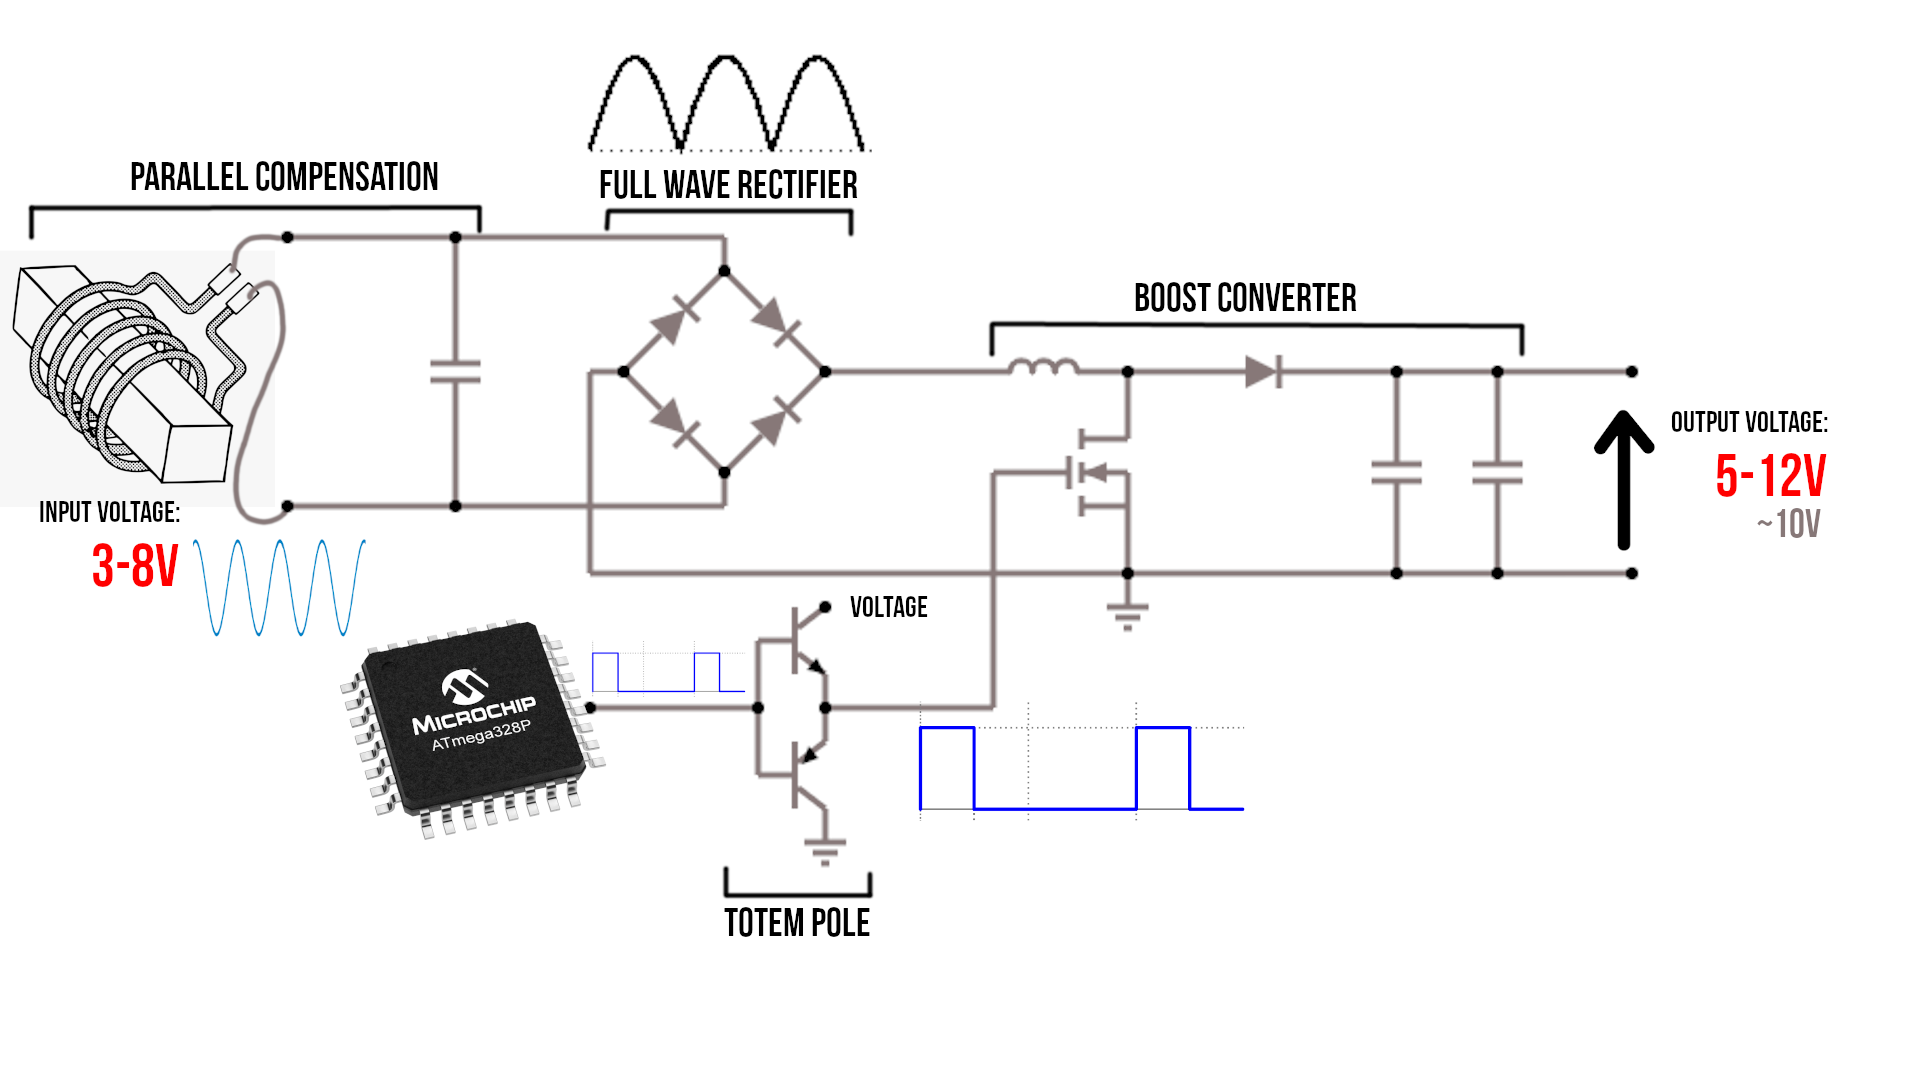 PARALLEL COMPENSATION
FULL WAVE RECTIFIER
BOOST CONVERTER
OUTPUT VOLTAGE:
5-12V
~10V
INPUT VOLTAGE:
3-8V
VOLTAGE
MICROCHIP
ATmega328P
TOTEM POLE